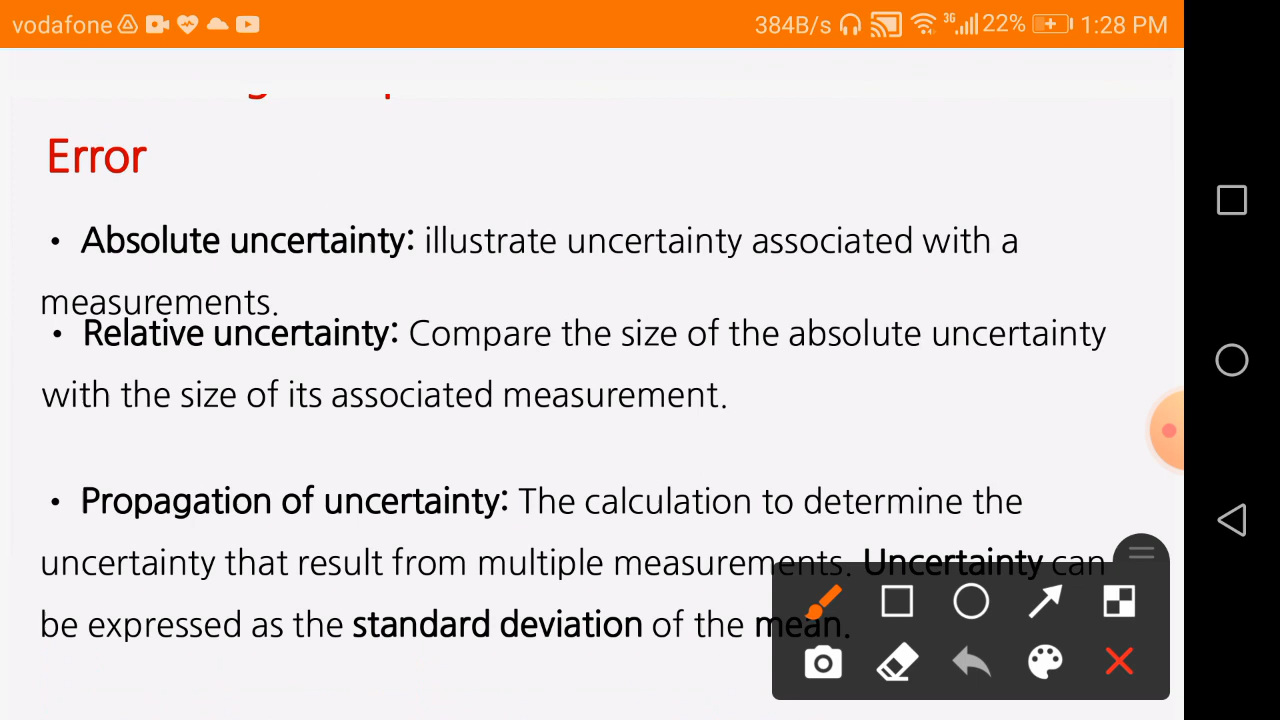 vodafone 384B/s 3G 22% 1:28 PM
Error
• Absolute uncertainty: illustrate uncertainty associated with a
measurements.
• Relative uncertainty: Compare the size of the absolute uncertainty
with the size of its associated measurement.
• Propagation of uncertainty: The calculation to determine the
uncertainty that result from multiple measurements. Uncertainty can
be expressed as the standard deviation of the mean.